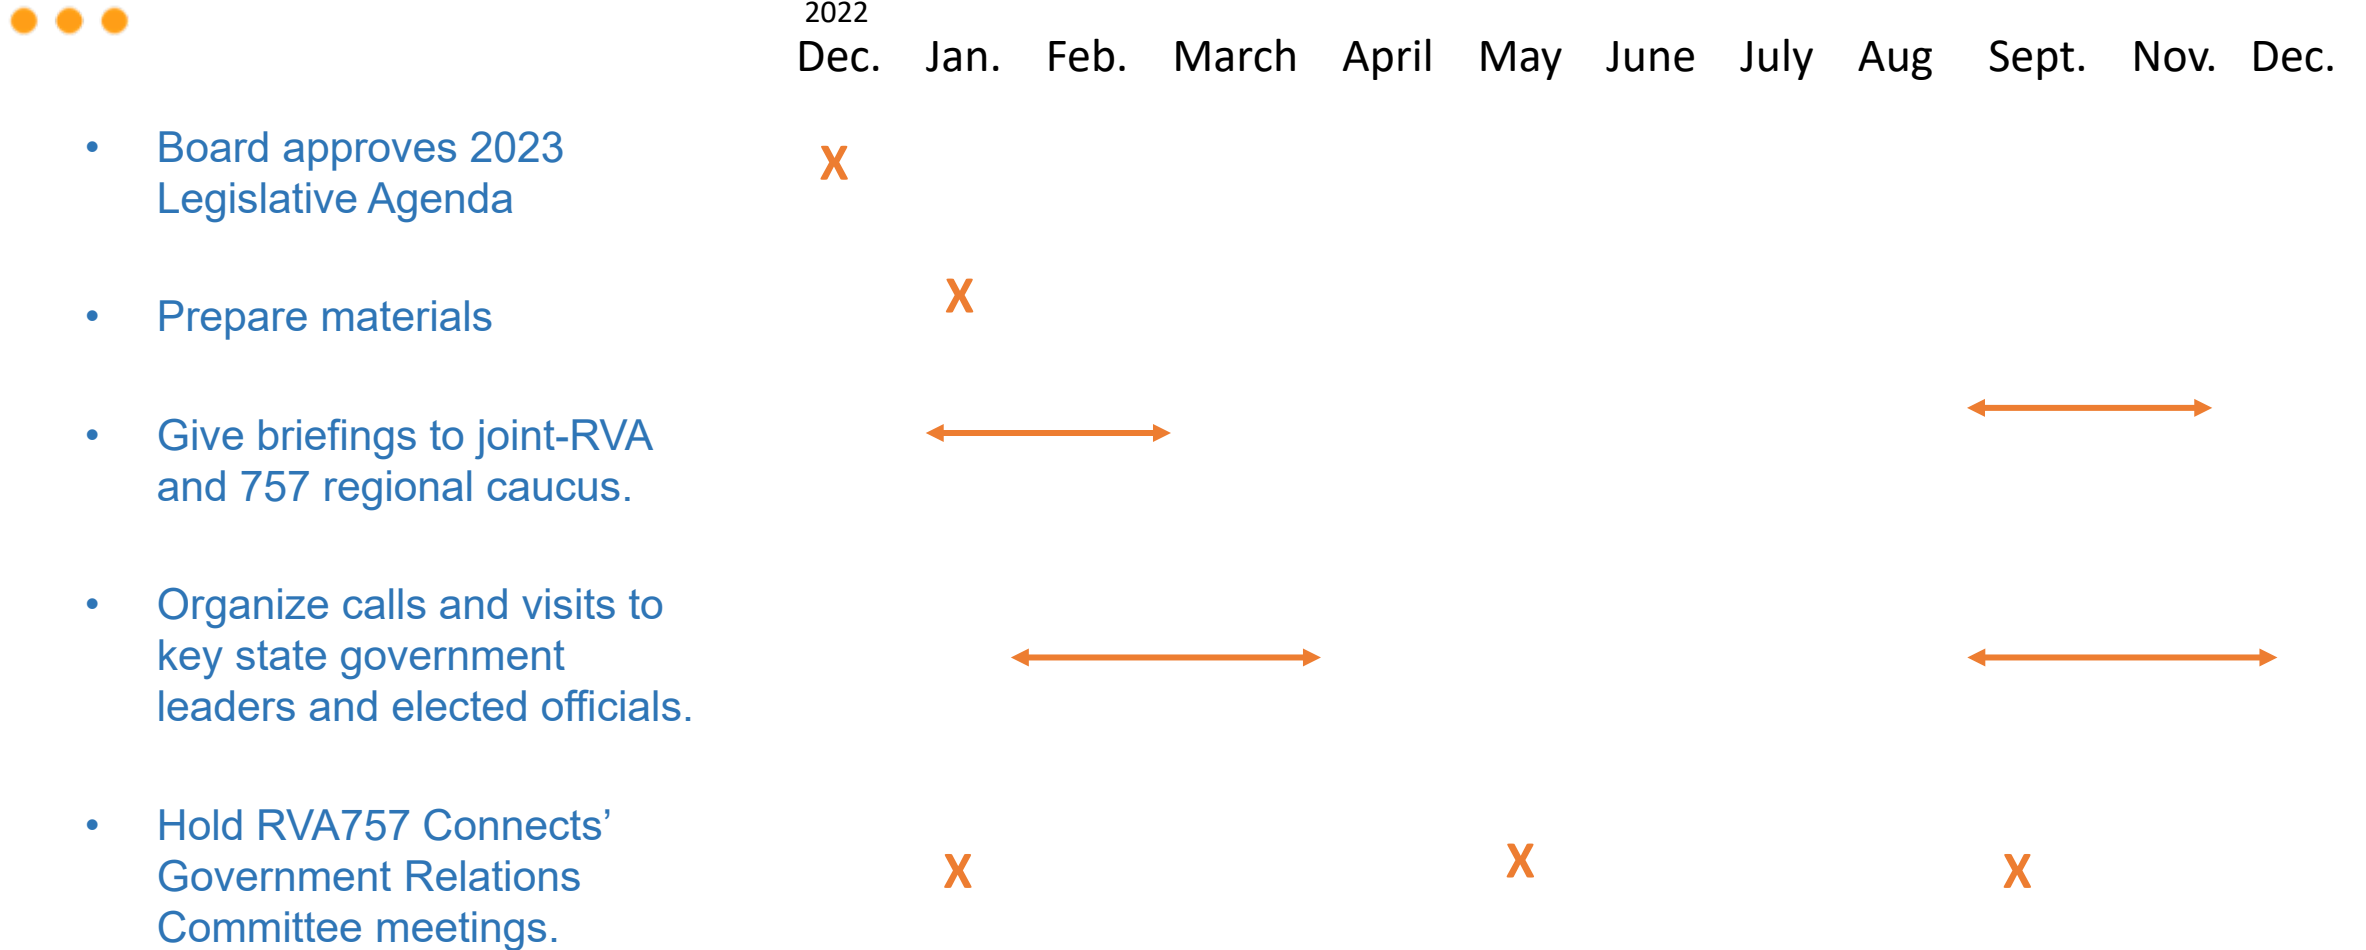 2022
Dec. Jan. Feb. March April May June July Aug Sept. Nov. Dec.
• Board approves 2023
Legislative Agenda
X
• Prepare materials
X
• Give briefings to joint-RVA
and 757 regional caucus.
• Organize calls and visits to
key state government
leaders and elected officials.
• Hold RVA757 Connects’
Government Relations
Committee meetings.
X X X